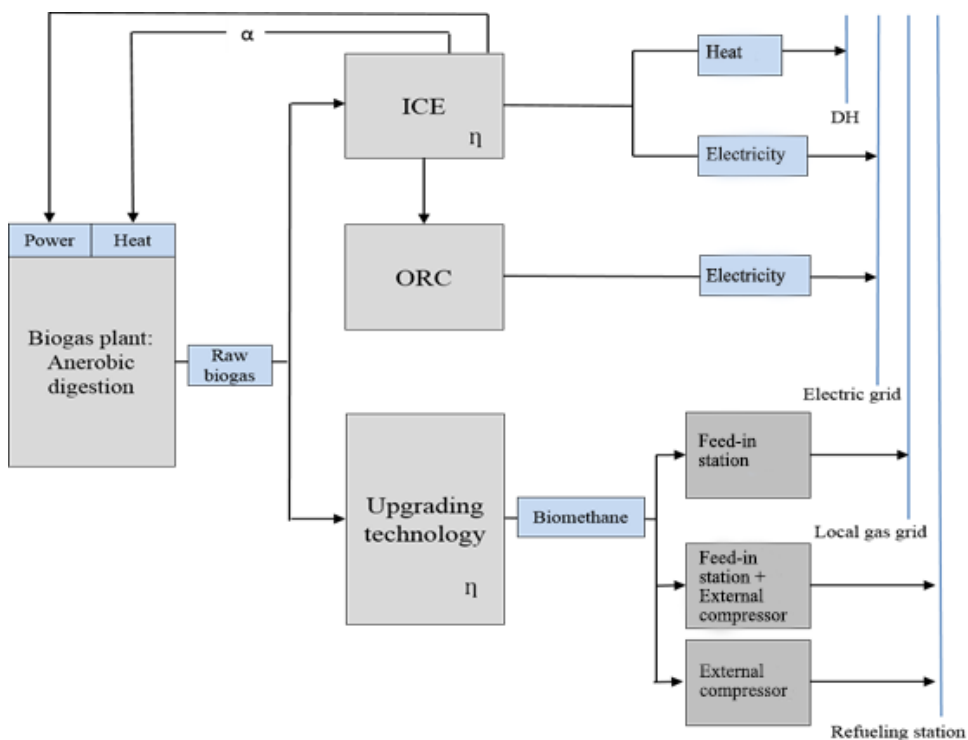 α
ICE
η
Heat
DH
Electricity
Power
Heat
ORC
Electricity
Biogas plant:
Anerobic
digestion
Raw
biogas
Electric grid
Upgrading
technology
η
Biomethane
Feed-in
station
Local gas grid
Feed-in
station +
External
compressor
External
compressor
Refueling station